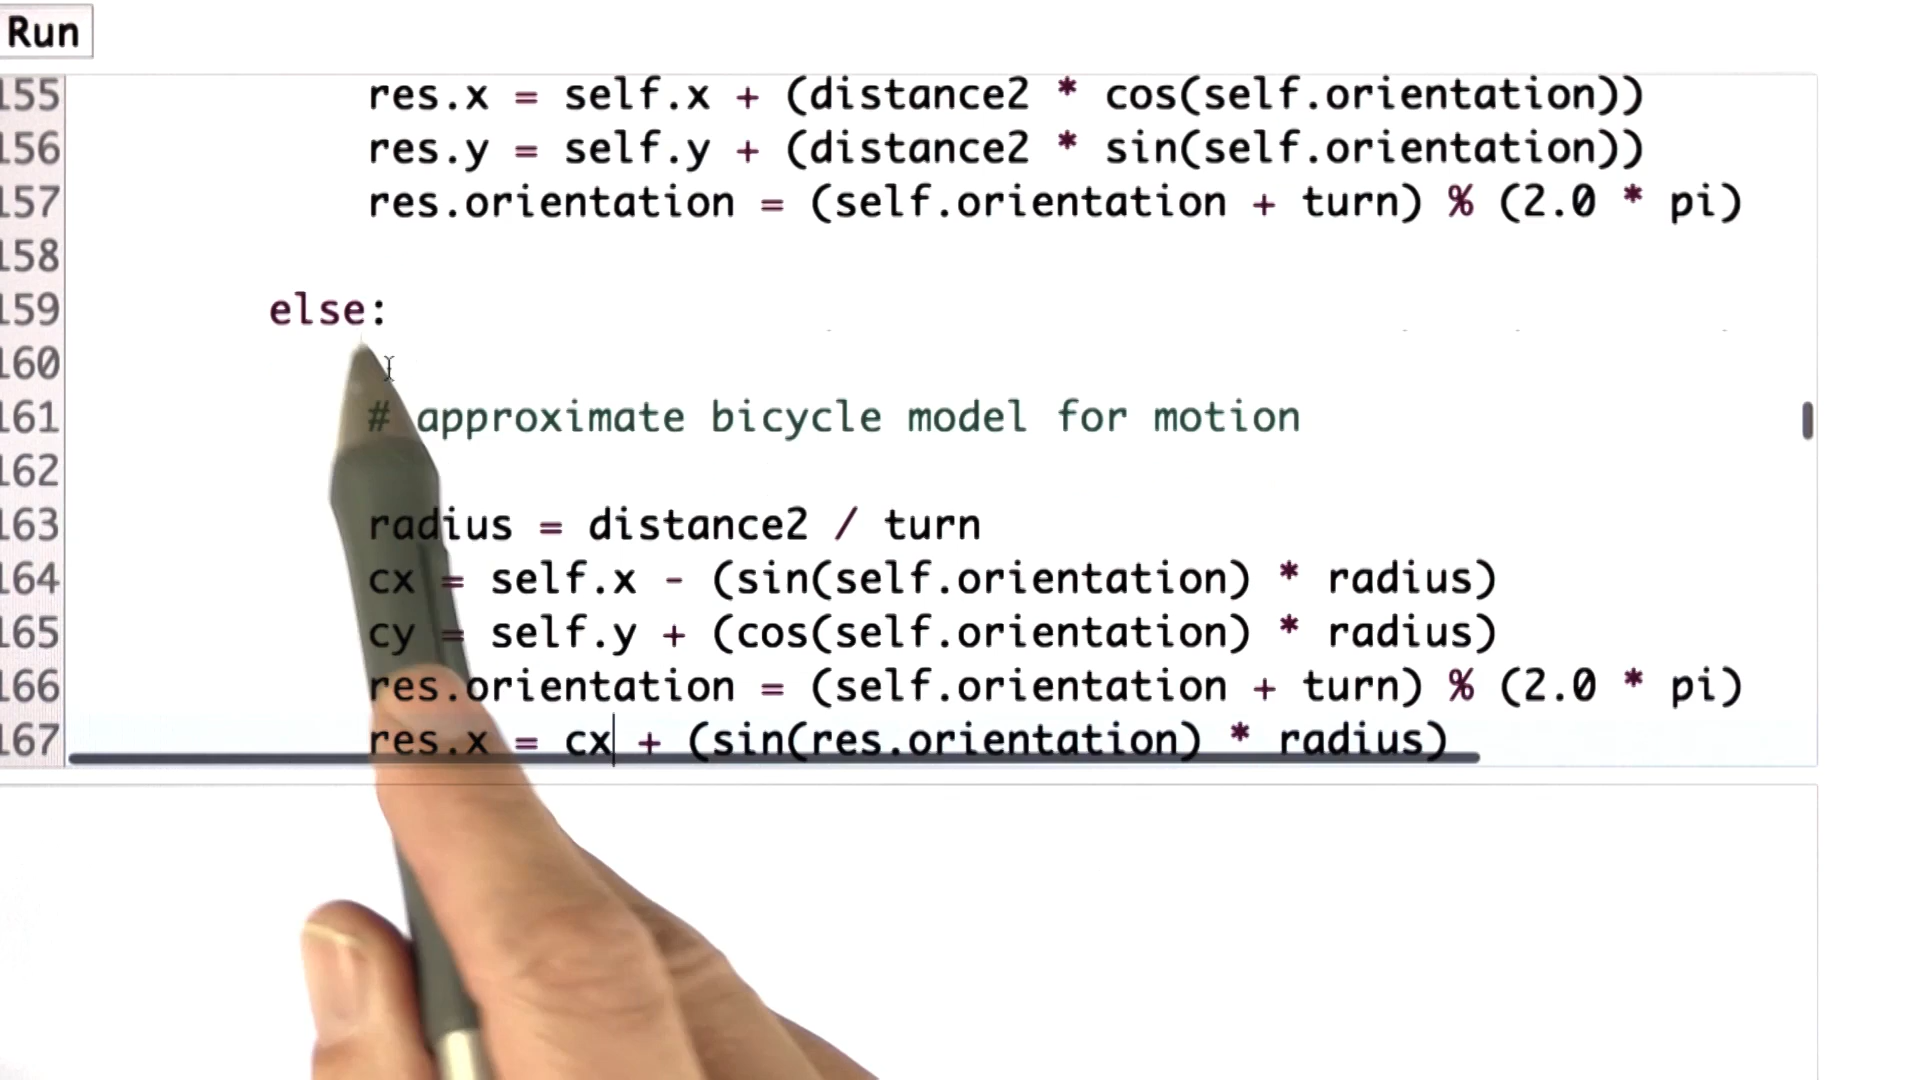 Run
155 res.x = self.x + (distance2 * cos(self.orientation))
156 res.y = self.y + (distance2 * sin(self.orientation))
157 res.orientation = (self.orientation + turn) % (2.0 * pi)
158
159 else:
160
161 # approximate bicycle model for motion
162
163 radius = distance2 / turn
164 cx = self.x - (sin(self.orientation) * radius)
165 cy = self.y + (cos(self.orientation) * radius)
166 res.orientation = (self.orientation + turn) % (2.0 * pi)
167 res.x = cx + (sin(res.orientation) * radius)